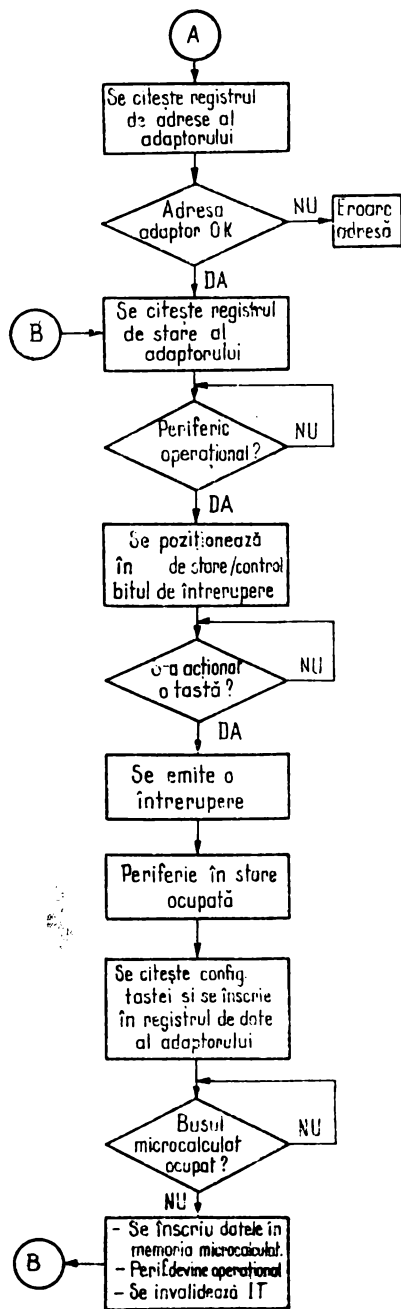 A
Se citește registrul
de adrese al
adaptorului
Adresa
adaptor OK
NU
Eroare
adresă
DA
B
Se citește registrul
de stare al
adaptorului
Periferic
operațional?
NU
DA
Se poziționează
în de stare/control
bitul de întrerupere
S-a acționat
o tastă?
NU
DA
Se emite o
întrerupere
Periferie în stare
ocupată
Se citește config.
tastei și se înscrie
în registrul de date
al adaptorului
Busul
microcalculat
ocupat?
NU
NU
- Se înscriu datele în
memoria microcalculat.
- Perif. devine operational
- Se invalidează IT
B